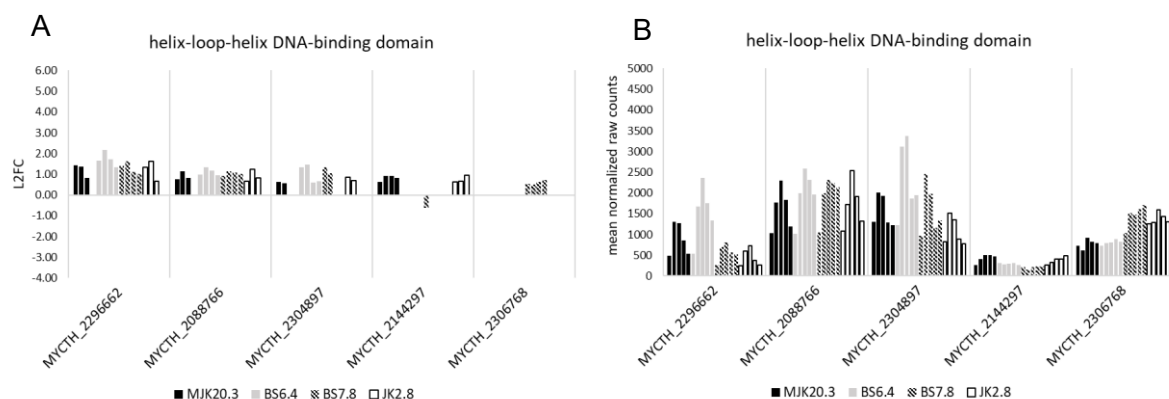 A
helix-loop-helix DNA-binding domain
L2FC
6.00
5.00
4.00
3.00
2.00
1.00
0.00
-1.00
-2.00
-3.00
-4.00
MYCTH_2296662
MYCTH_2088766
MYCTH_2304897
MYCTH_2144297
MYCTH_2306768
MJK20.3 BS6.4 BS7.8 JK2.8
B
helix-loop-helix DNA-binding domain
mean normalized raw counts
5000
4500
4000
3500
3000
2500
2000
1500
1000
500
0
MYCTH_2296662
MYCTH_2088766
MYCTH_2304897
MYCTH_2144297
MYCTH_2306768
MJK20.3 BS6.4 BS7.8 JK2.8